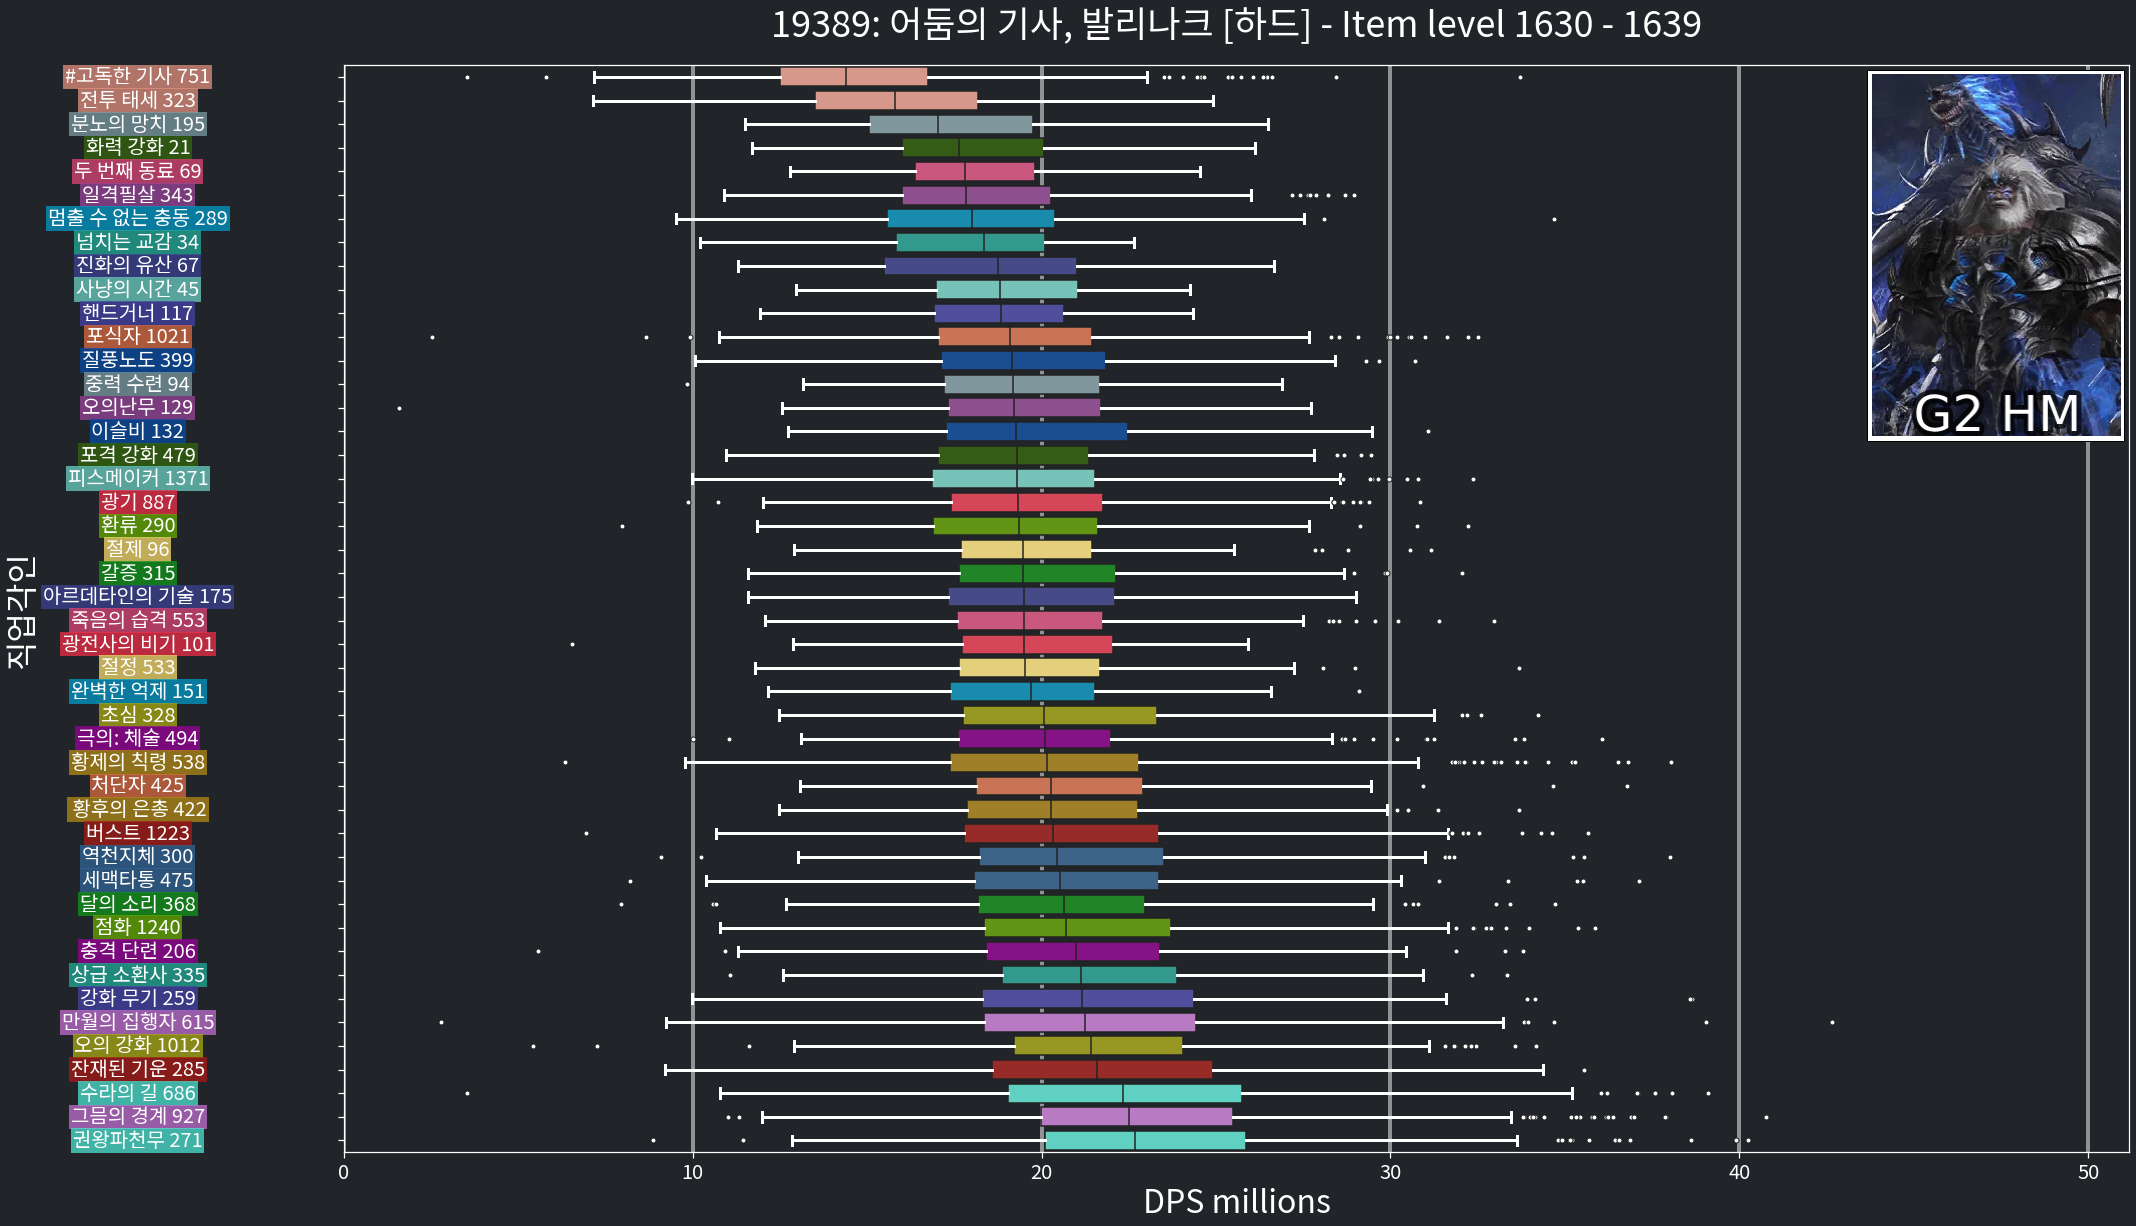 19389: 어둠의 기사, 발리나크 [하드] - Item level 1630 - 1639
#고독한 기사 751
전투 태세 323
분노의 망치 195
화력 강화 21
두 번째 동료 69
일격필살 343
멈출 수 없는 충동 289
넘치는 교감 34
진화의 유산 67
사냥의 시간 45
핸드거너 117
포식자 1021
질풍노도 399
중력 수련 94
오의난무 129
이슬비 132
포격 강화 479
피스메이커 1371
광기 887
환류 290
절제 96
갈증 315
아르데타인의 기술 175
죽음의 습격 553
광전사의 비기 101
절정 533
완벽한 억제 151
초심 328
극의: 체술 494
황제의 칙령 538
처단자 425
황후의 은총 422
버스트 1223
역천지체 300
세맥타통 475
달의 소리 368
점화 1240
충격 단련 206
상급 소환사 335
강화 무기 259
만월의 집행자 615
오의 강화 1012
잔재된 기운 285
수라의 길 686
그믐의 경계 927
권왕파천무 271
직업각인
G2 HM
0 10 20 30 40 50
DPS millions